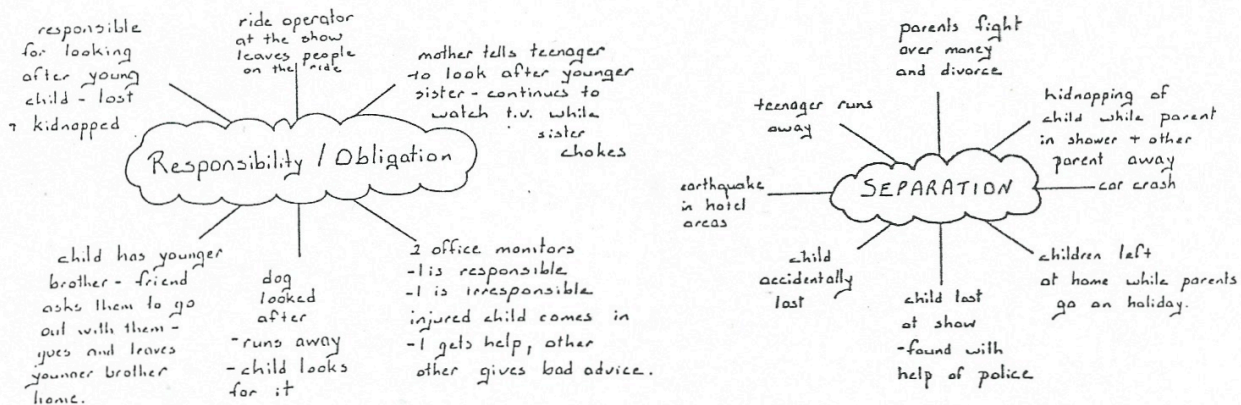 responsible
for looking
after young
child - lost
? kidnapped
ride operator
at the show
leaves people
on the ride
mother tells teenager
to look after younger
sister - continues to
watch t.v. while
sister
chokes
Responsibility / Obligation
child has younger
brother - friend
asks them to go
out with them -
goes and leaves
younger brother
home.
dog
looked
after
- runs away
- child looks
for it
2 office monitors
- 1 is responsible
- 1 is irresponsible
injured child comes in
- 1 gets help, other
other gives bad advice.
parents fight
over money
and divorce
teenager runs
away
hidnapping of
child while parent
in shower + other
parent away
SEPARATION
car crash
earthquake
in hotel
areas
child
accidentally
lost
child lost
at show
- found with
help of police
children left
at home while parents
go on holiday.